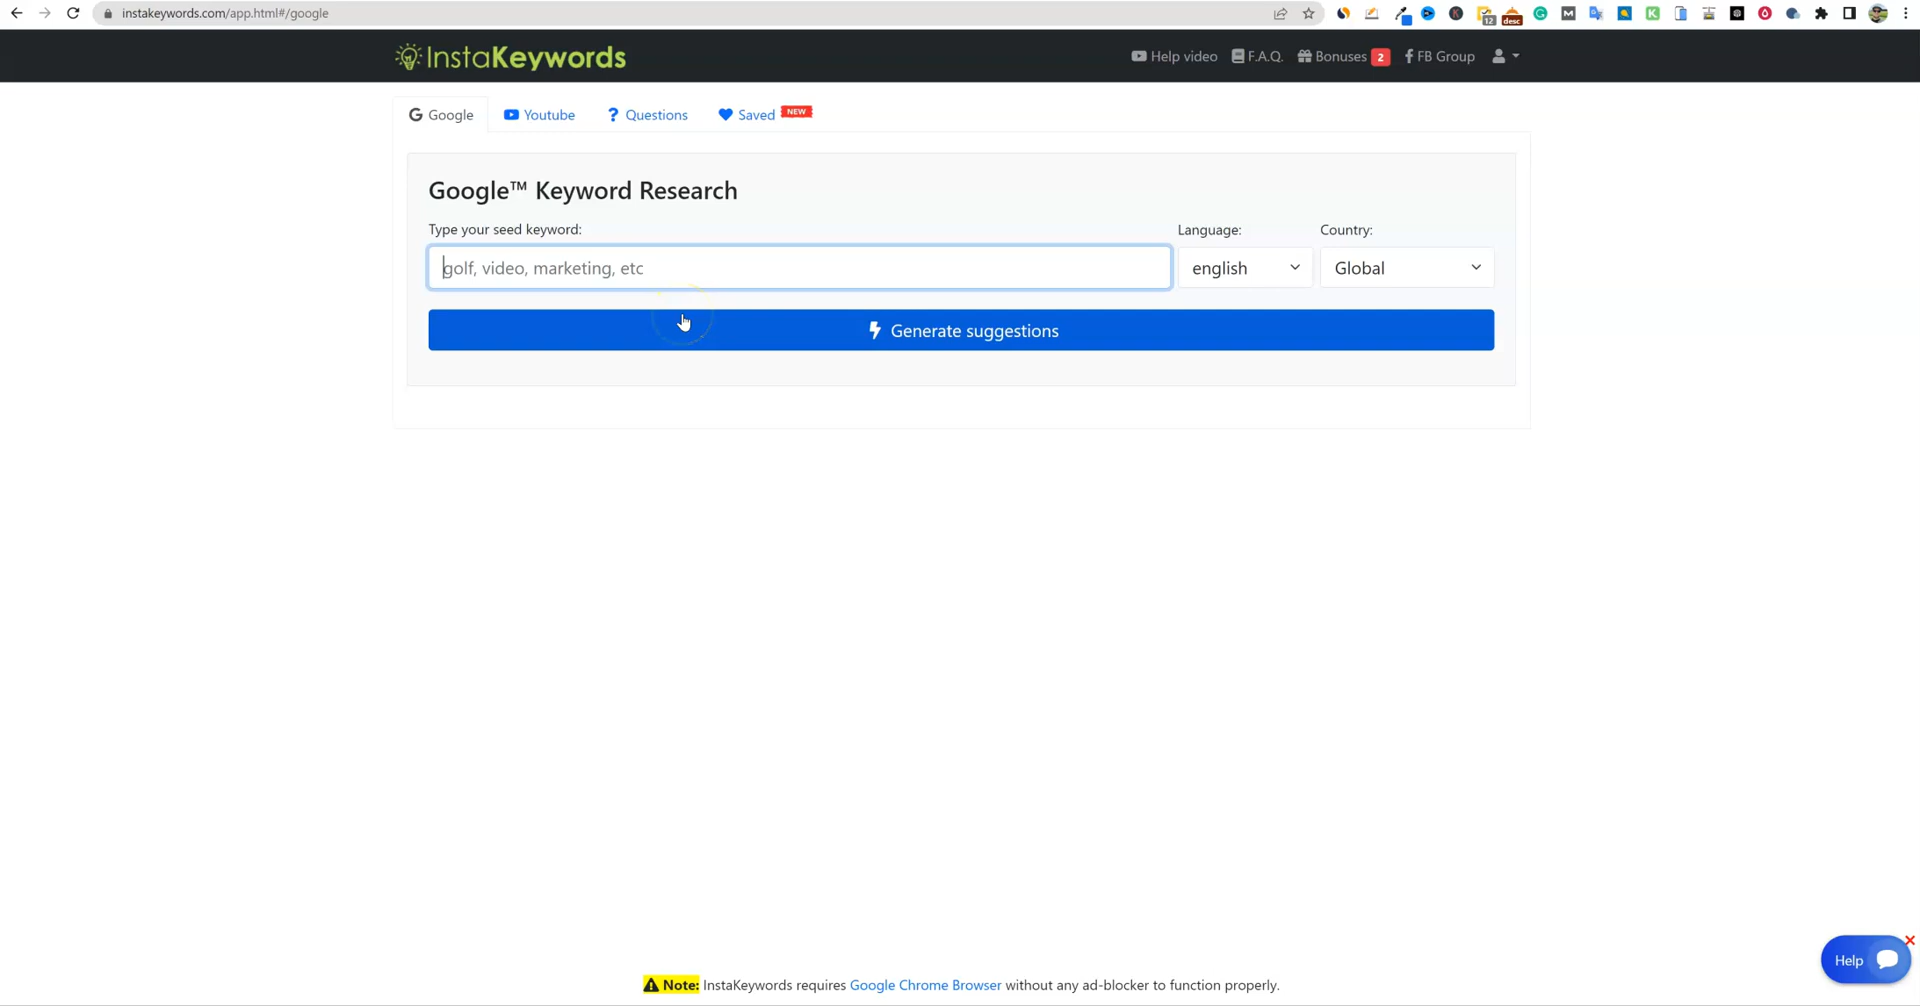 instakeywords.com/app.html#/google
12
desc
InstaKeywords
Help video
F.A.Q.
Bonuses 2
FB Group
Google
Youtube
Questions
Saved NEW
Google™ Keyword Research
Type your seed keyword:
Language:
Country:
golf, video, marketing, etc
english
Global
Generate suggestions
Help
Note: InstaKeywords requires Google Chrome Browser without any ad-blocker to function properly.